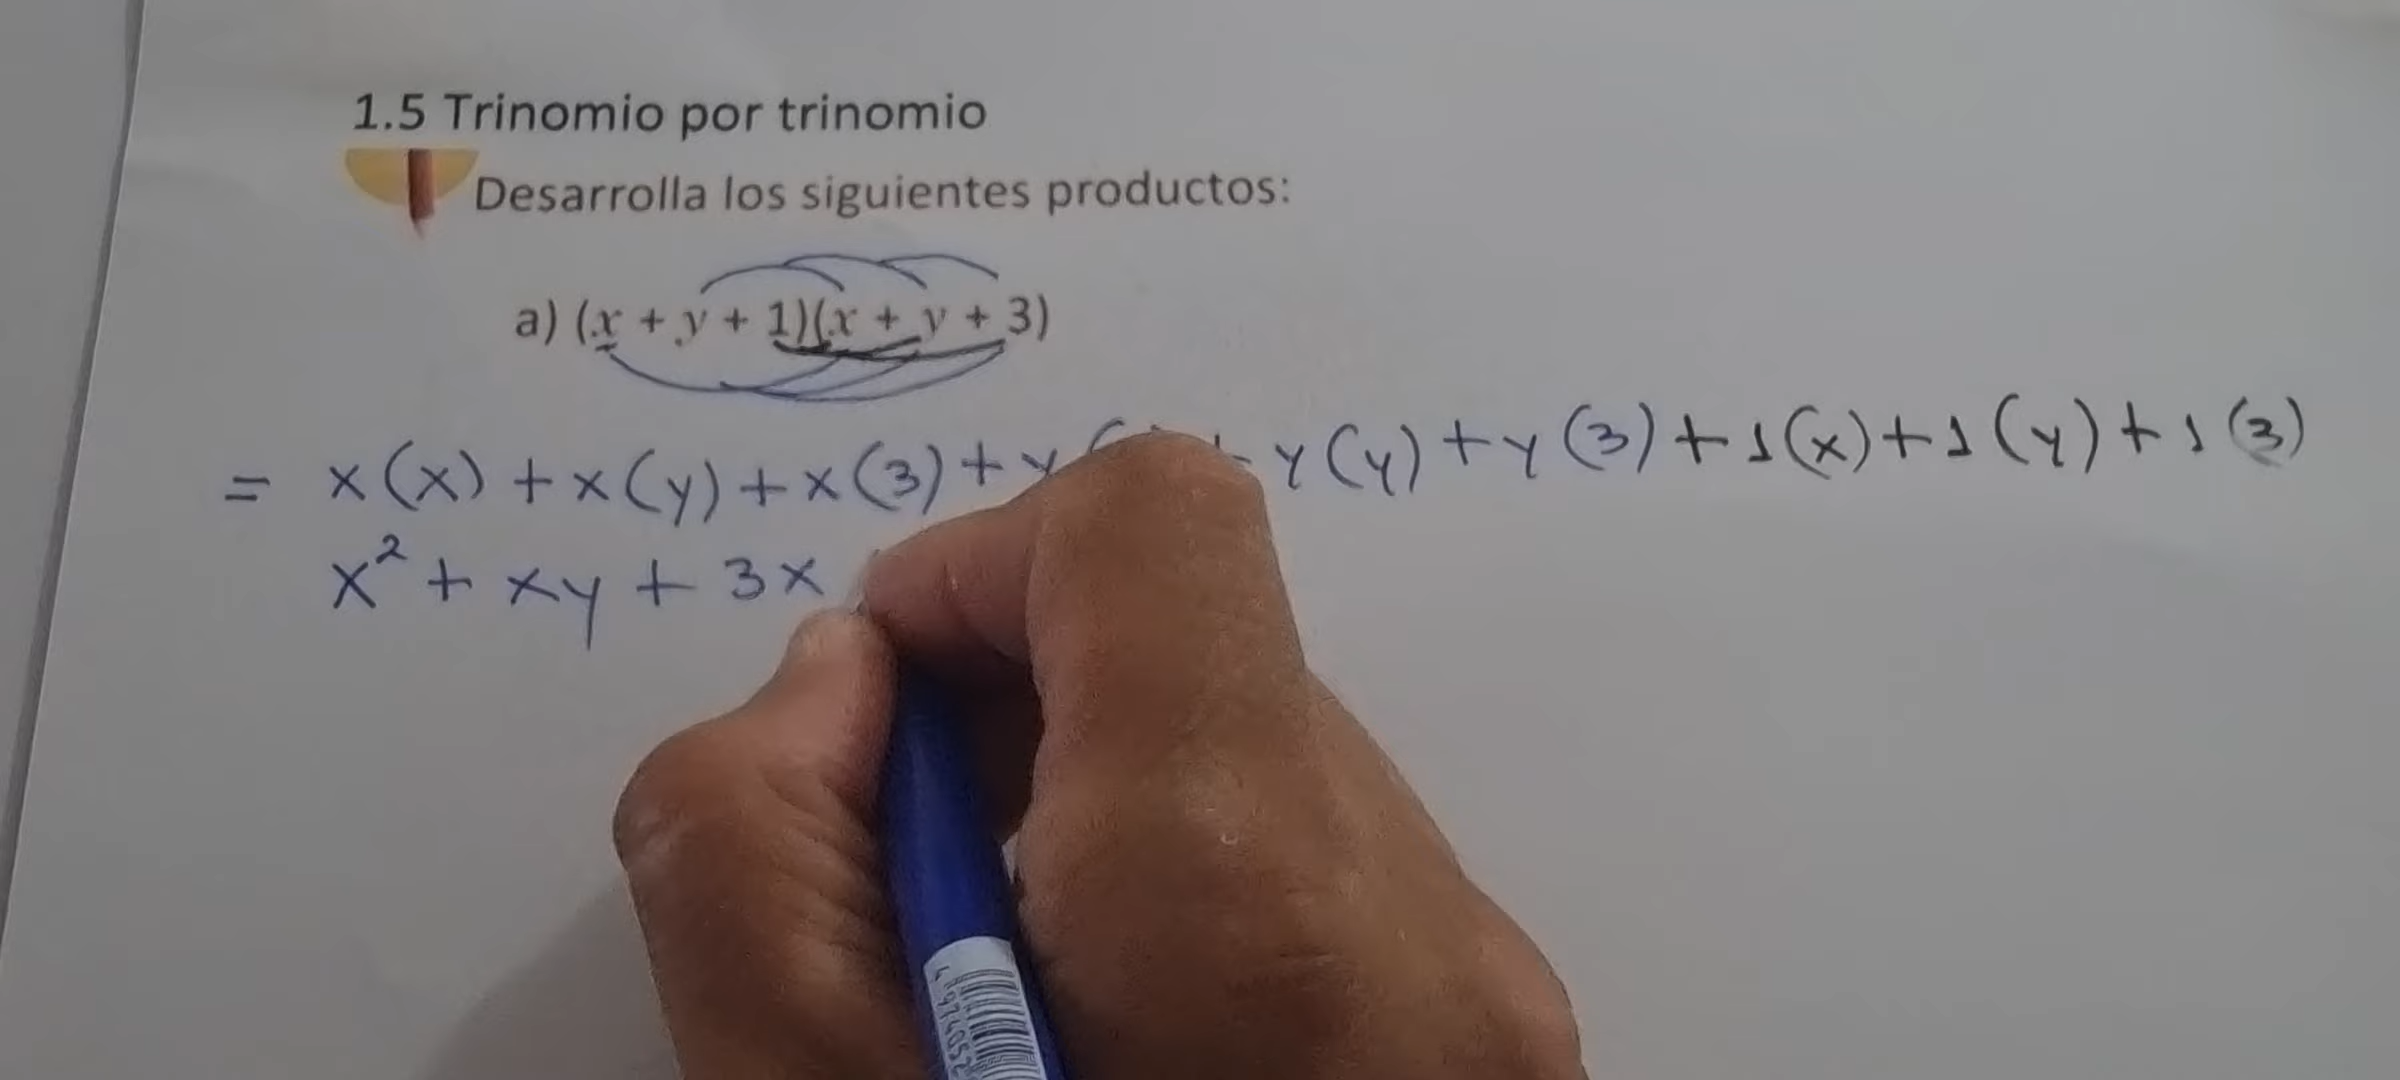 1.5 Trinomio por trinomio
Desarrolla los siguientes productos:
a) (x + y + 1)(x + y + 3)
= x(x) + x(y) + x(3) + y + y(y) + y(3) + 1(x) + 1(y) + 1(3)
x² + xy + 3x